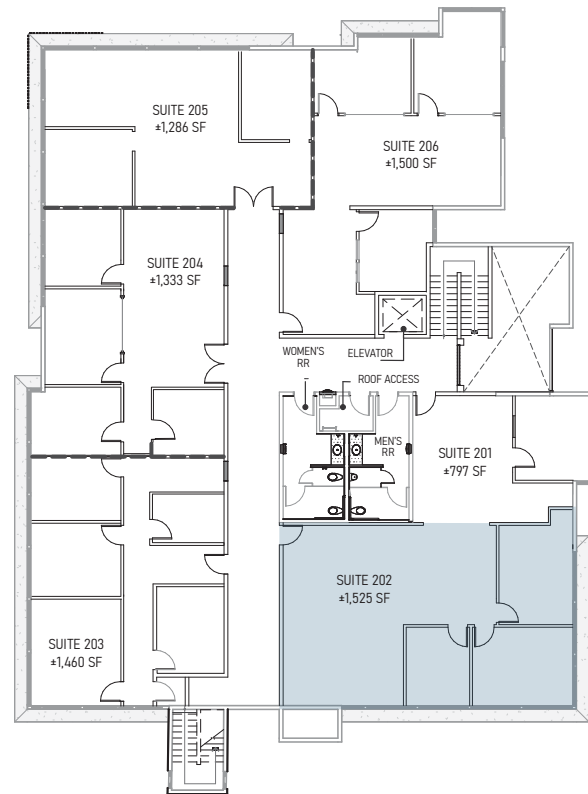 SUITE 205
±1,286 SF
SUITE 206
±1,500 SF
SUITE 204
±1,333 SF
WOMEN'S
RR
ELEVATOR
ROOF ACCESS
MEN'S
RR
SUITE 201
±797 SF
SUITE 202
±1,525 SF
SUITE 203
±1,460 SF